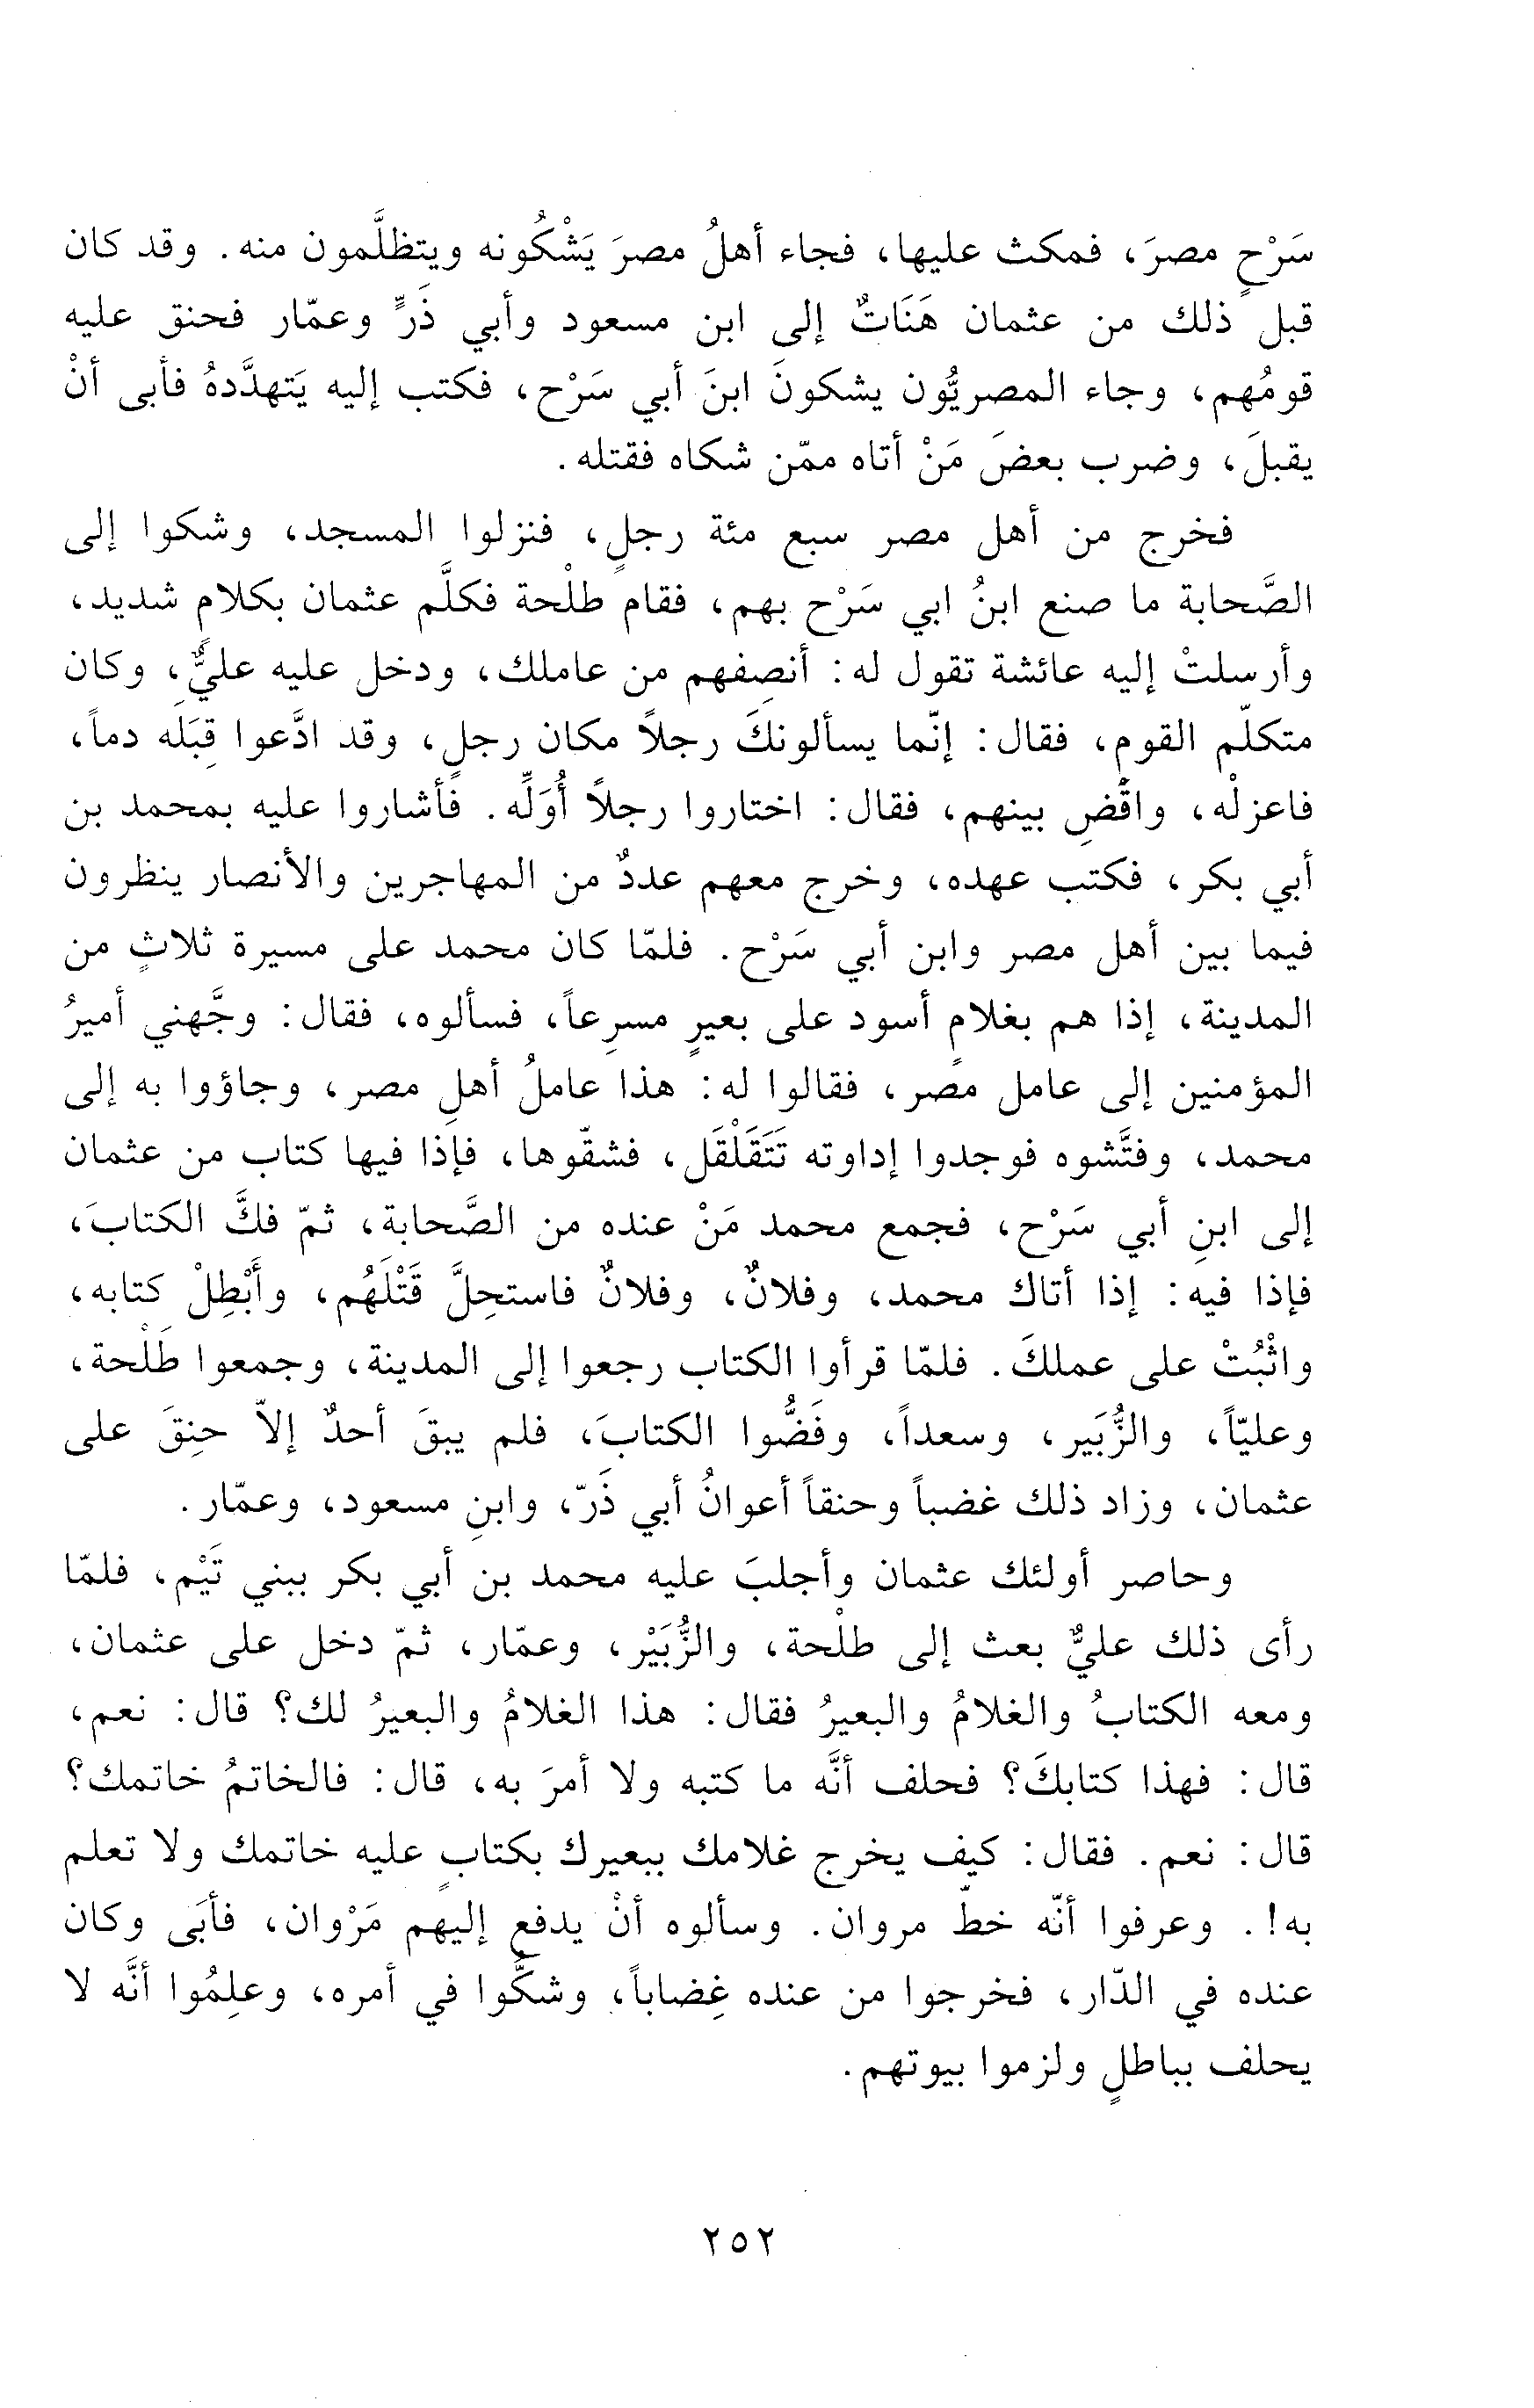 سَرْحٍ مصرَ، فمكث عليها، فجاء أهلُ مصرَ يَشْكُونه ويتظلَّمون منه. وقد كان
قبل ذلك من عثمان هَنَاتٌ إلى ابن مسعود وأبي ذَرٍّ وعمّار فحنق عليه
قومُهم، وجاء المصريُّون يشكونَ ابنَ أبي سَرْح، فكتب إليه يَتهدَّدهُ فأبى أنْ
يقبلَ، وضرب بعضَ مَنْ أتاه ممّن شكاه فقتله.
فخرج من أهل مصر سبع مئة رجلٍ، فنزلوا المسجد، وشكوا إلى
الصَّحابة ما صنع ابنُ ابي سَرْح بهم، فقام طلْحة فكلَّم عثمان بكلامٍ شديد،
وأرسلتْ إليه عائشة تقول له: أنصِفهم من عاملك، ودخل عليه عليٌّ، وكان
متكلّم القومِ، فقال: إنّما يسألونكَ رجلاً مكان رجلٍ، وقد ادَّعوا قِبَلَه دماً،
فاعزلْه، واقْضِ بينهم، فقال: اختاروا رجلاً أُوَلِّه. فأشاروا عليه بمحمد بن
أبي بكر، فكتب عهده، وخرج معهم عددٌ من المهاجرين والأنصار ينظرون
فيما بين أهل مصر وابن أبي سَرْح. فلمّا كان محمد على مسيرة ثلاثٍ من
المدينة، إذا هم بغلامٍ أسود على بعيرٍ مسرِعاً، فسألوه، فقال: وجَّهني أميرُ
المؤمنين إلى عامل مصر، فقالوا له: هذا عاملُ أهلِ مصر، وجاؤوا به إلى
محمد، وفتَّشوه فوجدوا إداوته تَتَقَلْقَل، فشقّوها، فإذا فيها كتاب من عثمان
إلى ابنِ أبي سَرْح، فجمع محمد مَنْ عنده من الصَّحابة، ثمّ فكَّ الكتابَ،
فإذا فيه: إذا أتاك محمد، وفلانٌ، وفلانٌ فاستحِلَّ قَتْلَهُم، وأَبْطِلْ كتابه،
واثْبُتْ على عملكَ. فلمّا قرأوا الكتاب رجعوا إلى المدينة، وجمعوا طَلْحة،
وعليّاً، والزُّبَير، وسعداً، وفَضُّوا الكتابَ، فلم يبقَ أحدٌ إلاّ حنِقَ على
عثمان، وزاد ذلك غضباً وحنقاً أعوانُ أبي ذَرّ، وابنِ مسعود، وعمّار.
وحاصر أولئك عثمان وأجلبَ عليه محمد بن أبي بكر ببني تَيْم، فلمّا
رأى ذلك عليٌّ بعث إلى طلْحة، والزُّبَيْر، وعمّار، ثمّ دخل على عثمان،
ومعه الكتابُ والغلامُ والبعيرُ فقال: هذا الغلامُ والبعيرُ لك؟ قال: نعم،
قال: فهذا كتابكَ؟ فحلف أنَّه ما كتبه ولا أمرَ به، قال: فالخاتمُ خاتمك؟
قال: نعم. فقال: كيف يخرج غلامك ببعيرك بكتابٍ عليه خاتمك ولا تعلم
به!. وعرفوا أنّه خطّ مروان. وسألوه أنْ يدفع إليهم مَرْوان، فأبَى وكان
عنده في الدّار، فخرجوا من عنده غِضاباً، وشكُّوا في أمره، وعلِمُوا أنَّه لا
يحلف بباطلٍ ولزموا بيوتهم.
٢٥٢